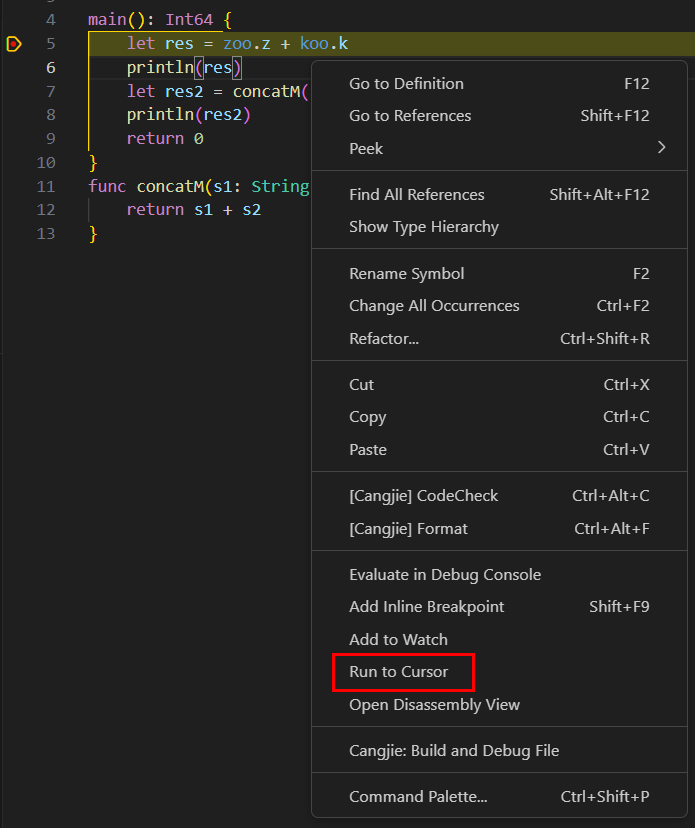 4 main(): Int64 {
5 let res = zoo.z + koo.k
6 println(res)
7 let res2 = concatM(
8 println(res2)
9 return 0
10 }
11 func concatM(s1: String
12 return s1 + s2
13 }
Go to Definition F12
Go to References Shift+F12
Peek
Find All References Shift+Alt+F12
Show Type Hierarchy
Rename Symbol F2
Change All Occurrences Ctrl+F2
Refactor... Ctrl+Shift+R
Cut Ctrl+X
Copy Ctrl+C
Paste Ctrl+V
[Cangjie] CodeCheck Ctrl+Alt+C
[Cangjie] Format Ctrl+Alt+F
Evaluate in Debug Console
Add Inline Breakpoint Shift+F9
Add to Watch
Run to Cursor
Open Disassembly View
Cangjie: Build and Debug File
Command Palette... Ctrl+Shift+P